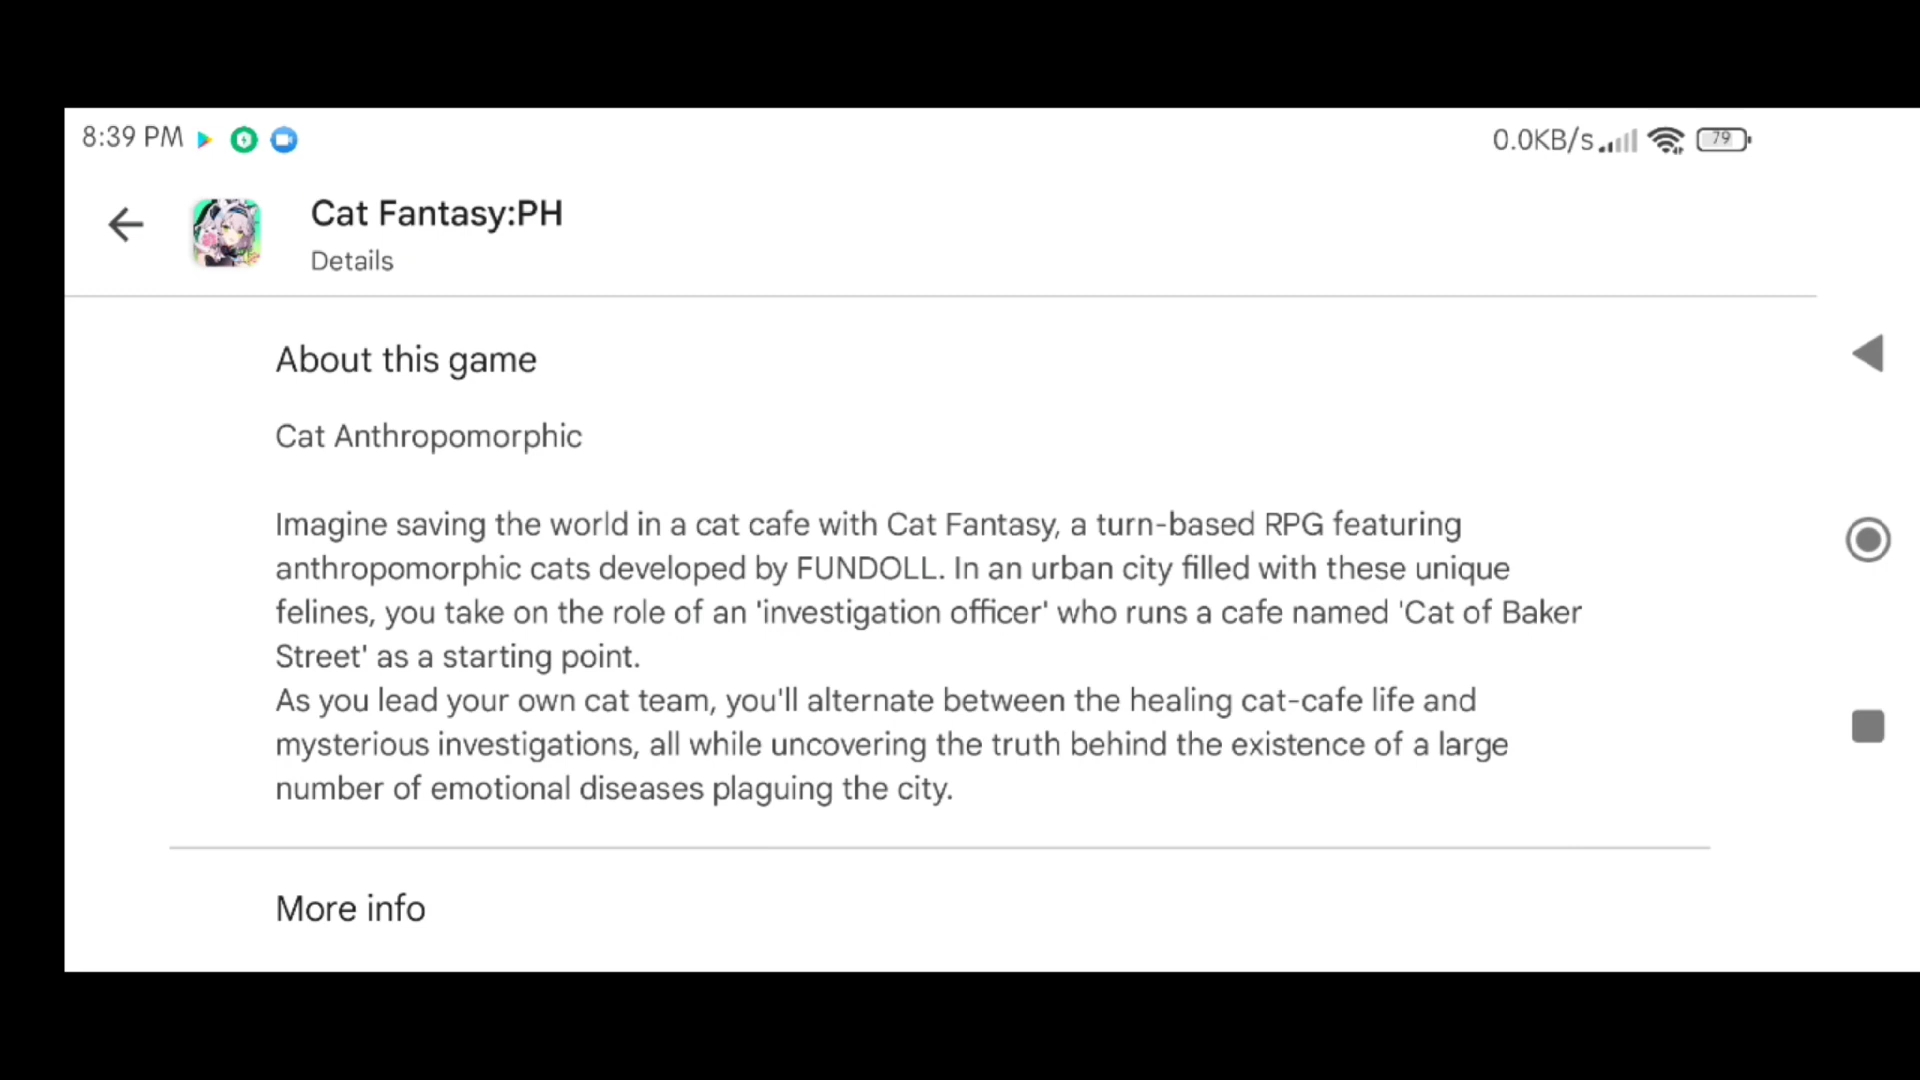 8:39 PM
0.0KB/s
79
Cat Fantasy:PH
Details
About this game
Cat Anthropomorphic
Imagine saving the world in a cat cafe with Cat Fantasy, a turn-based RPG featuring
anthropomorphic cats developed by FUNDOLL. In an urban city filled with these unique
felines, you take on the role of an 'investigation officer' who runs a cafe named 'Cat of Baker
Street' as a starting point.
As you lead your own cat team, you'll alternate between the healing cat-cafe life and
mysterious investigations, all while uncovering the truth behind the existence of a large
number of emotional diseases plaguing the city.
More info